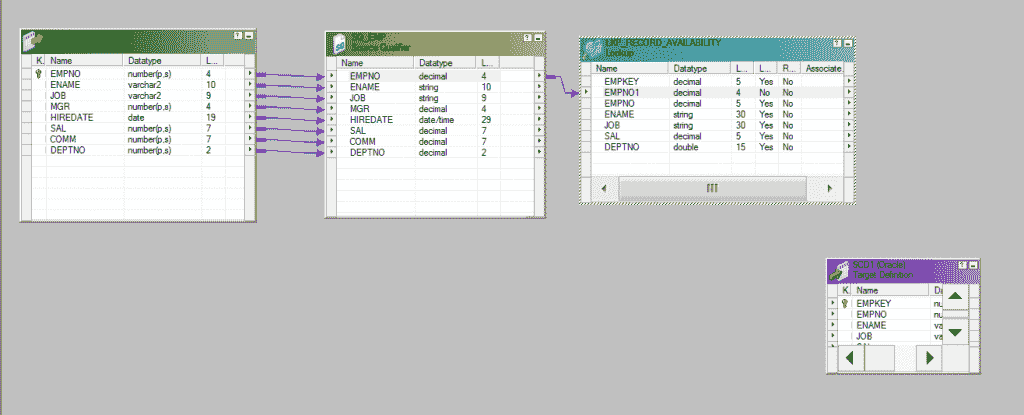 K. Name Datatype L...
EMPNO number(p,s) 4
ENAME varchar2 10
JOB varchar2 9
MGR number(p,s) 4
HIREDATE date 19
SAL number(p,s) 7
COMM number(p,s) 7
DEPTNO number(p,s) 2
SQ_EMP
Source Qualifier
Name Datatype L...
EMPNO decimal 4
ENAME string 10
JOB string 9
MGR decimal 4
HIREDATE date/time 29
SAL decimal 7
COMM decimal 7
DEPTNO decimal 2
LKP_RECORD_AVAILABILITY
Lookup
Name Datatype L... L... R... Associate
EMPKEY decimal 5 Yes No
EMPNO1 decimal 4 No No
EMPNO decimal 5 Yes No
ENAME string 30 Yes No
JOB string 30 Yes No
SAL decimal 5 Yes No
DEPTNO double 15 Yes No
SCD1 (Oracle)
Target Definition
K. Name Da
EMPKEY nu
EMPNO nu
ENAME va
JOB va